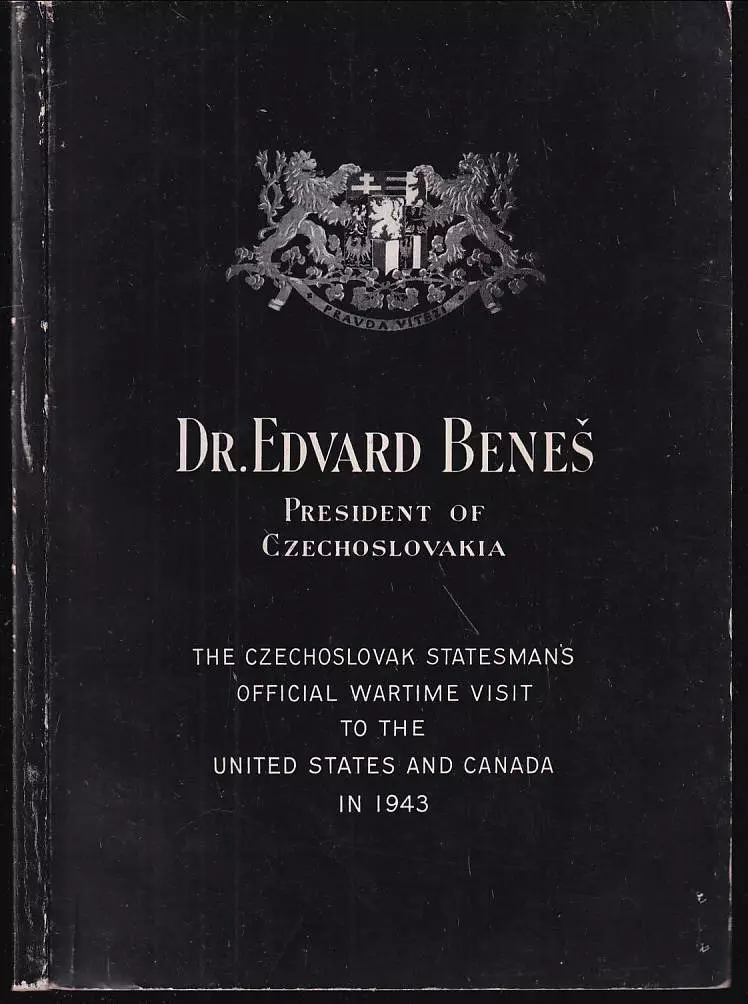 PRAVDA VÍTĚZÍ
DR. EDVARD BENEŠ
PRESIDENT OF
CZECHOSLOVAKIA
THE CZECHOSLOVAK STATESMAN'S
OFFICIAL WARTIME VISIT
TO THE
UNITED STATES AND CANADA
IN 1943